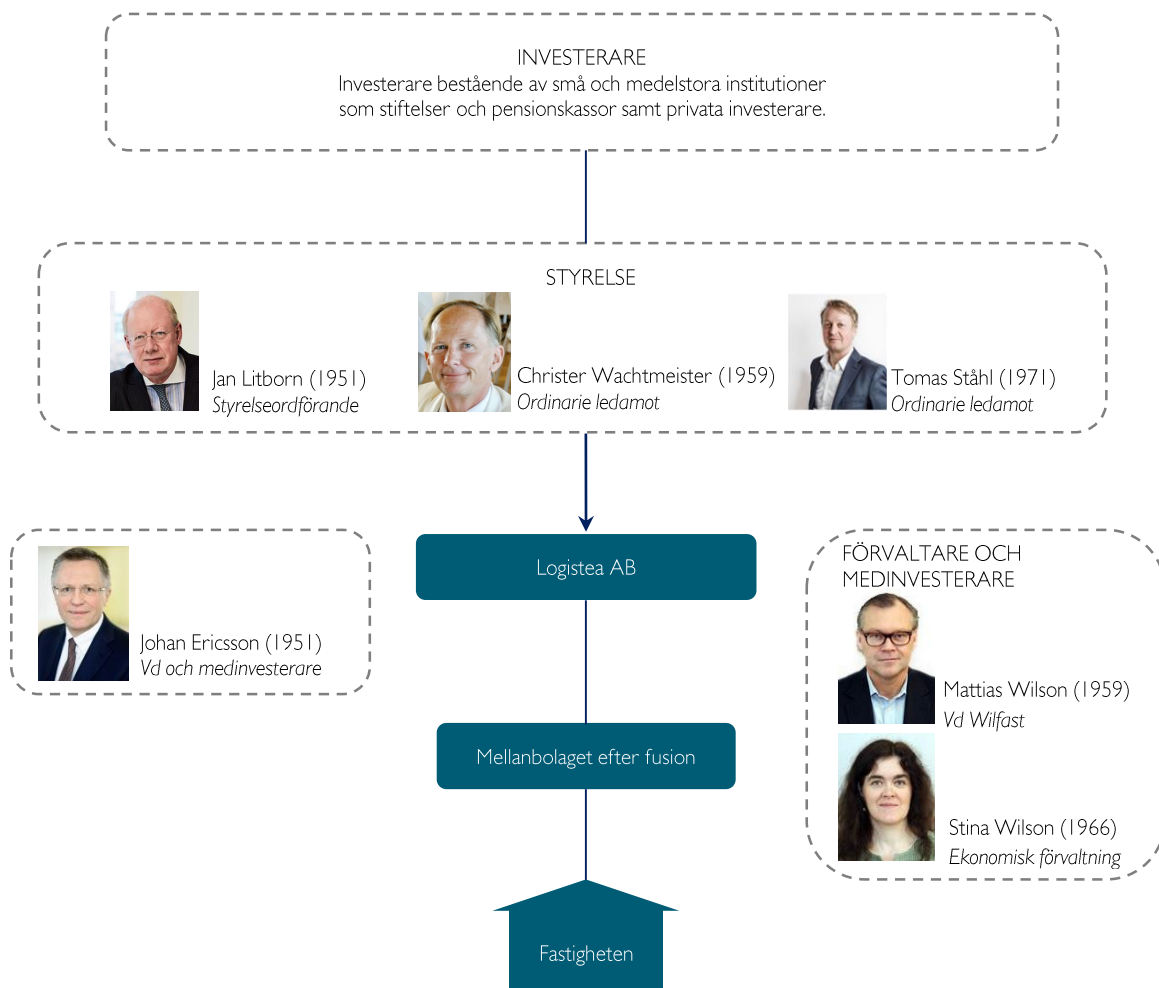 INVESTERARE
Investerare bestående av små och medelstora institutioner
som stiftelser och pensionskassor samt privata investerare.
STYRELSE
Jan Litborn (1951)
Styrelseordförande
Christer Wachtmeister (1959)
Ordinarie ledamot
Tomas Ståhl (1971)
Ordinarie ledamot
Johan Ericsson (1951)
Vd och medinvesterare
Logistea AB
Mellanbolaget efter fusion
Fastigheten
FÖRVALTARE OCH
MEDINVESTERARE
Mattias Wilson (1959)
Vd Wilfast
Stina Wilson (1966)
Ekonomisk förvaltning